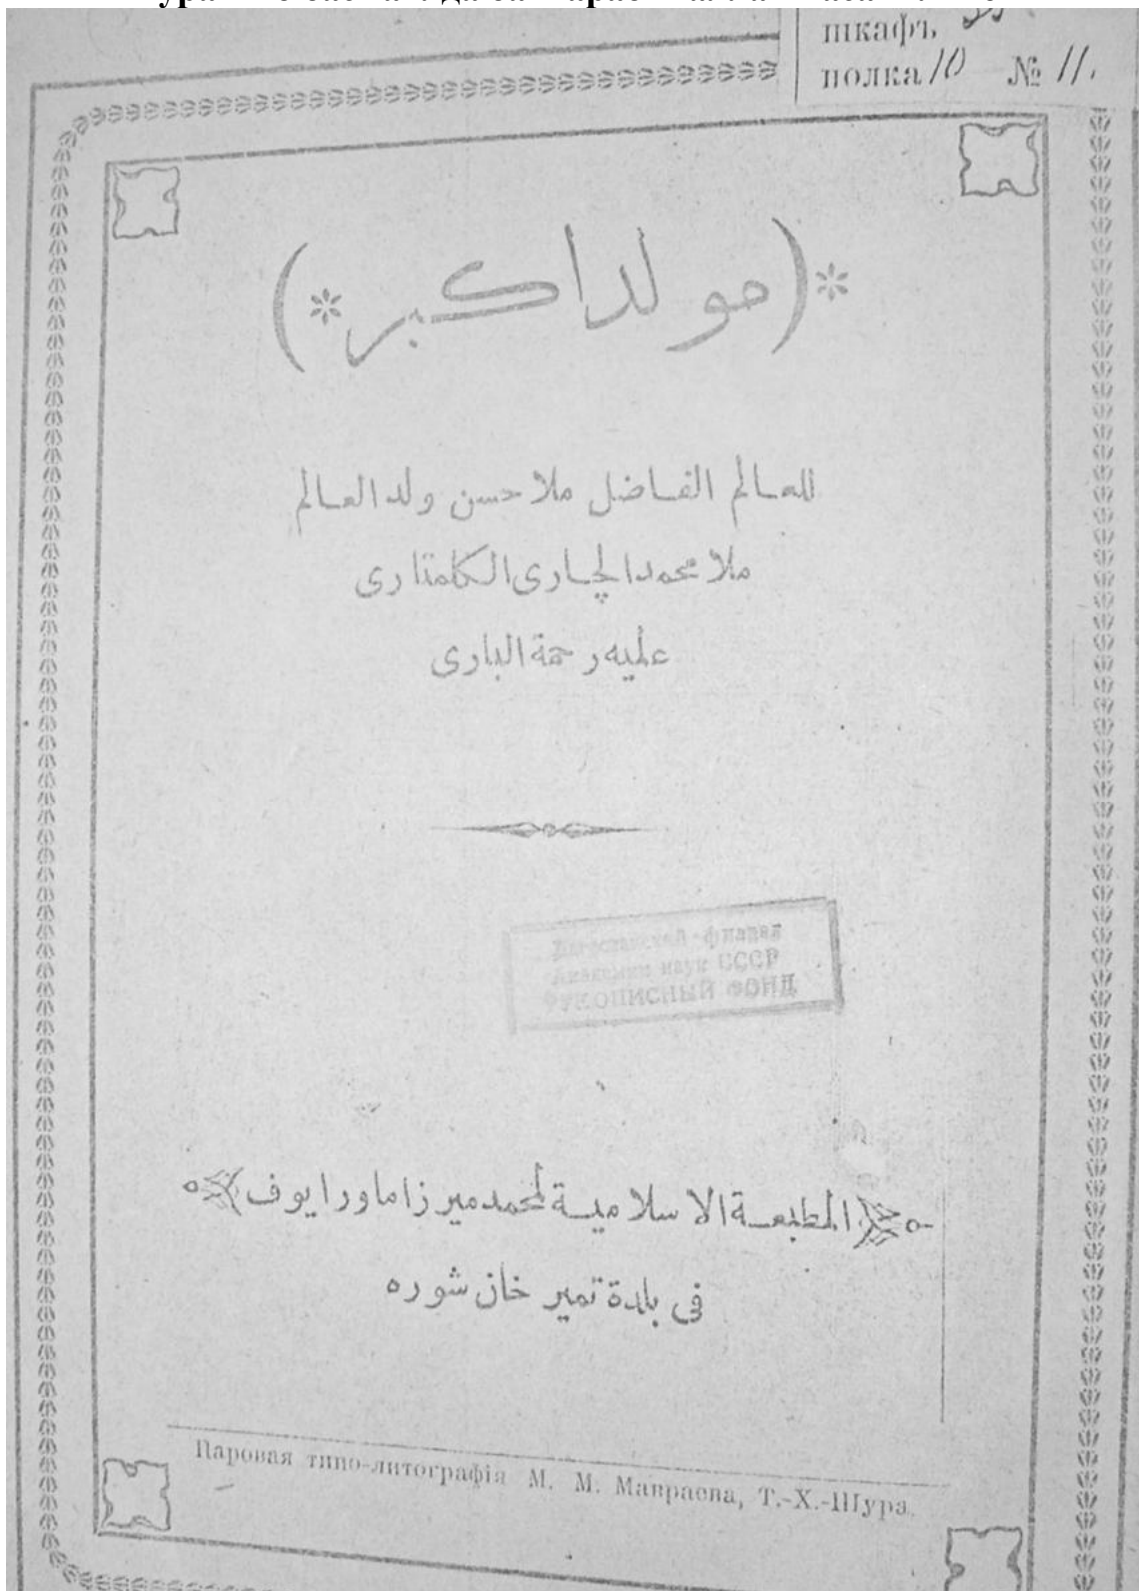 шкафъ
полка 10 № 11.
*(مولد اكبر*)
للعالم الفاضل ملا حسن ولد العالم
ملا محمد الچارى الكلمتارى
عليه رحمة البارى
Дагестанский филиал
Академии наук СССР
РУКОПИСНЫЙ ФОНД
المطبعة الاسلامية لمحمد ميرزا ماورايوف
فى بلدة تمير خان شوره
Паровая типо-литографія М. М. Мавраева, Т.-Х.-Шура.